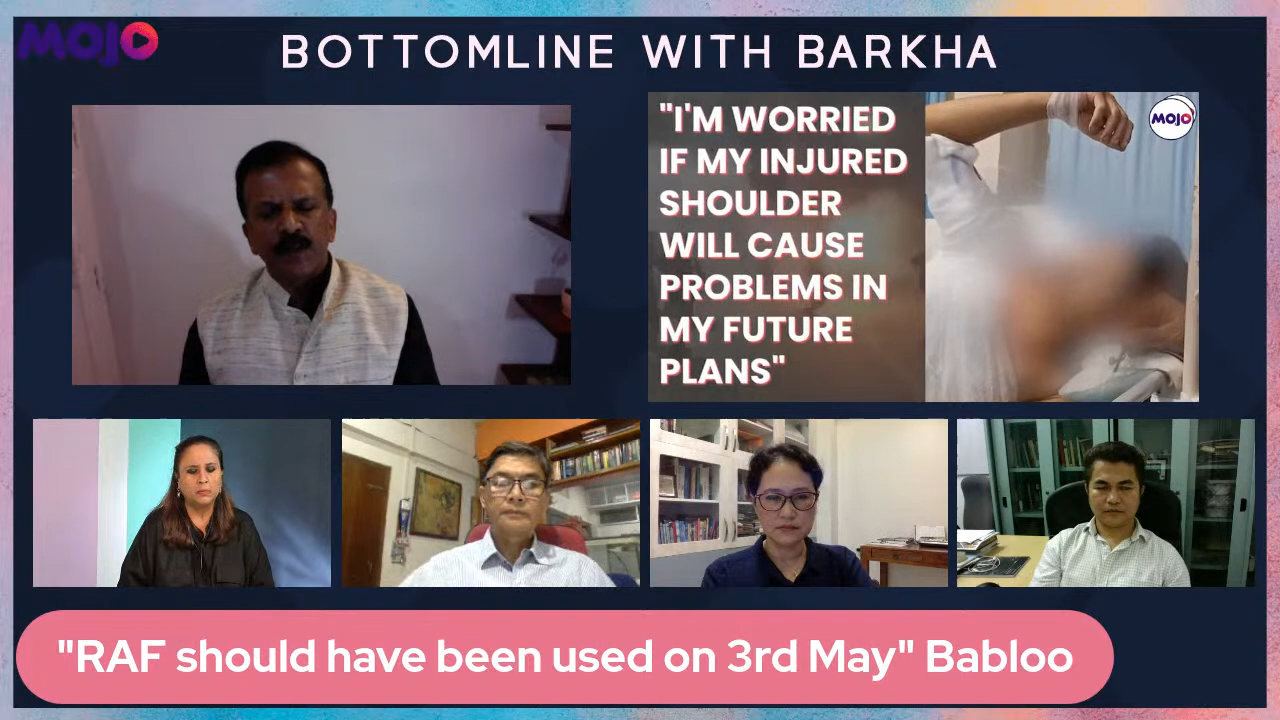 MOJO
BOTTOMLINE WITH BARKHA
"I'M WORRIED
IF MY INJURED
SHOULDER
WILL CAUSE
PROBLEMS IN
MY FUTURE
PLANS"
MOJO
"RAF should have been used on 3rd May" Babloo